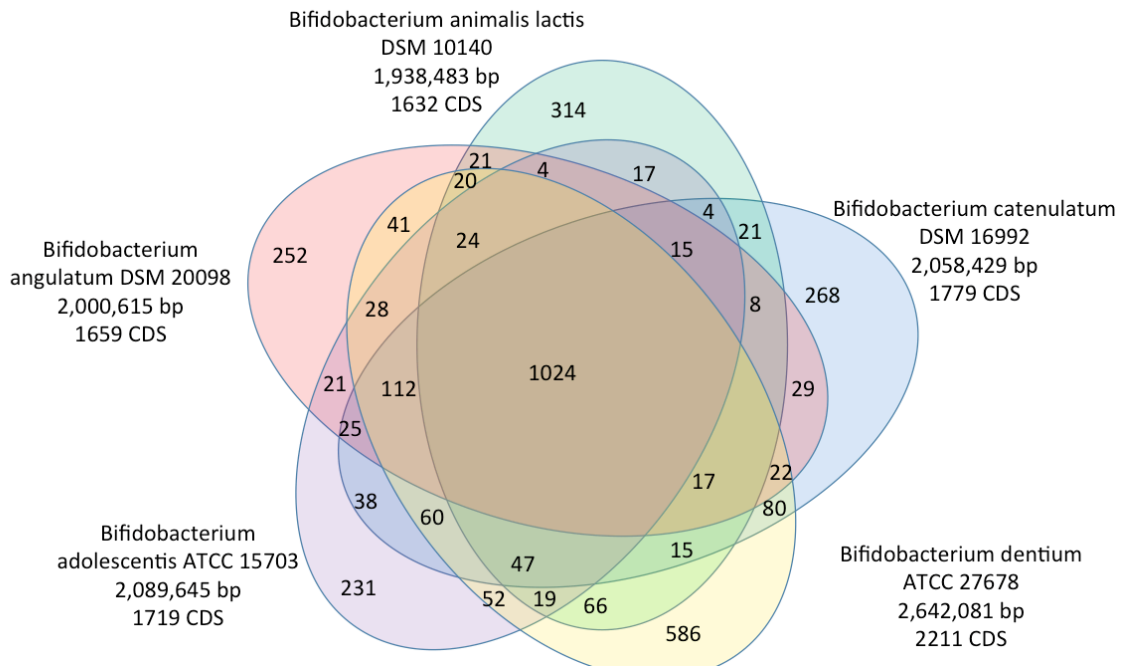 Bifidobacterium animalis lactis
DSM 10140
1,938,483 bp
1632 CDS
314
21
4
17
20
4
21
41
24
15
Bifidobacterium catenulatum
DSM 16992
2,058,429 bp
1779 CDS
252
268
8
28
Bifidobacterium
angulatum DSM 20098
2,000,615 bp
1659 CDS
1024
21
112
29
25
22
17
38
80
60
15
47
231
52
19
66
586
Bifidobacterium
adolescentis ATCC 15703
2,089,645 bp
1719 CDS
Bifidobacterium dentium
ATCC 27678
2,642,081 bp
2211 CDS